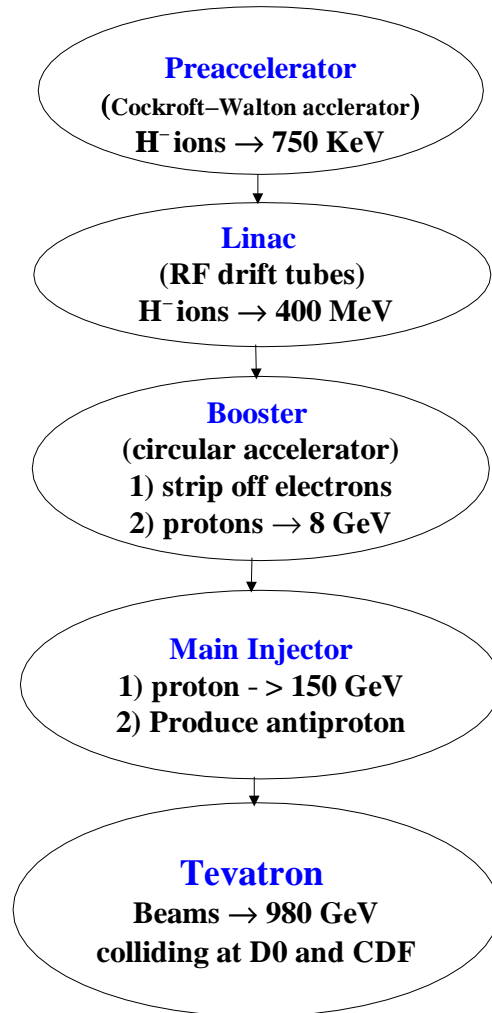 Preaccelerator
(Cockroft–Walton acclerator)
H⁻ ions → 750 KeV
Linac
(RF drift tubes)
H⁻ ions → 400 MeV
Booster
(circular accelerator)
1) strip off electrons
2) protons → 8 GeV
Main Injector
1) proton - > 150 GeV
2) Produce antiproton
Tevatron
Beams → 980 GeV
colliding at D0 and CDF